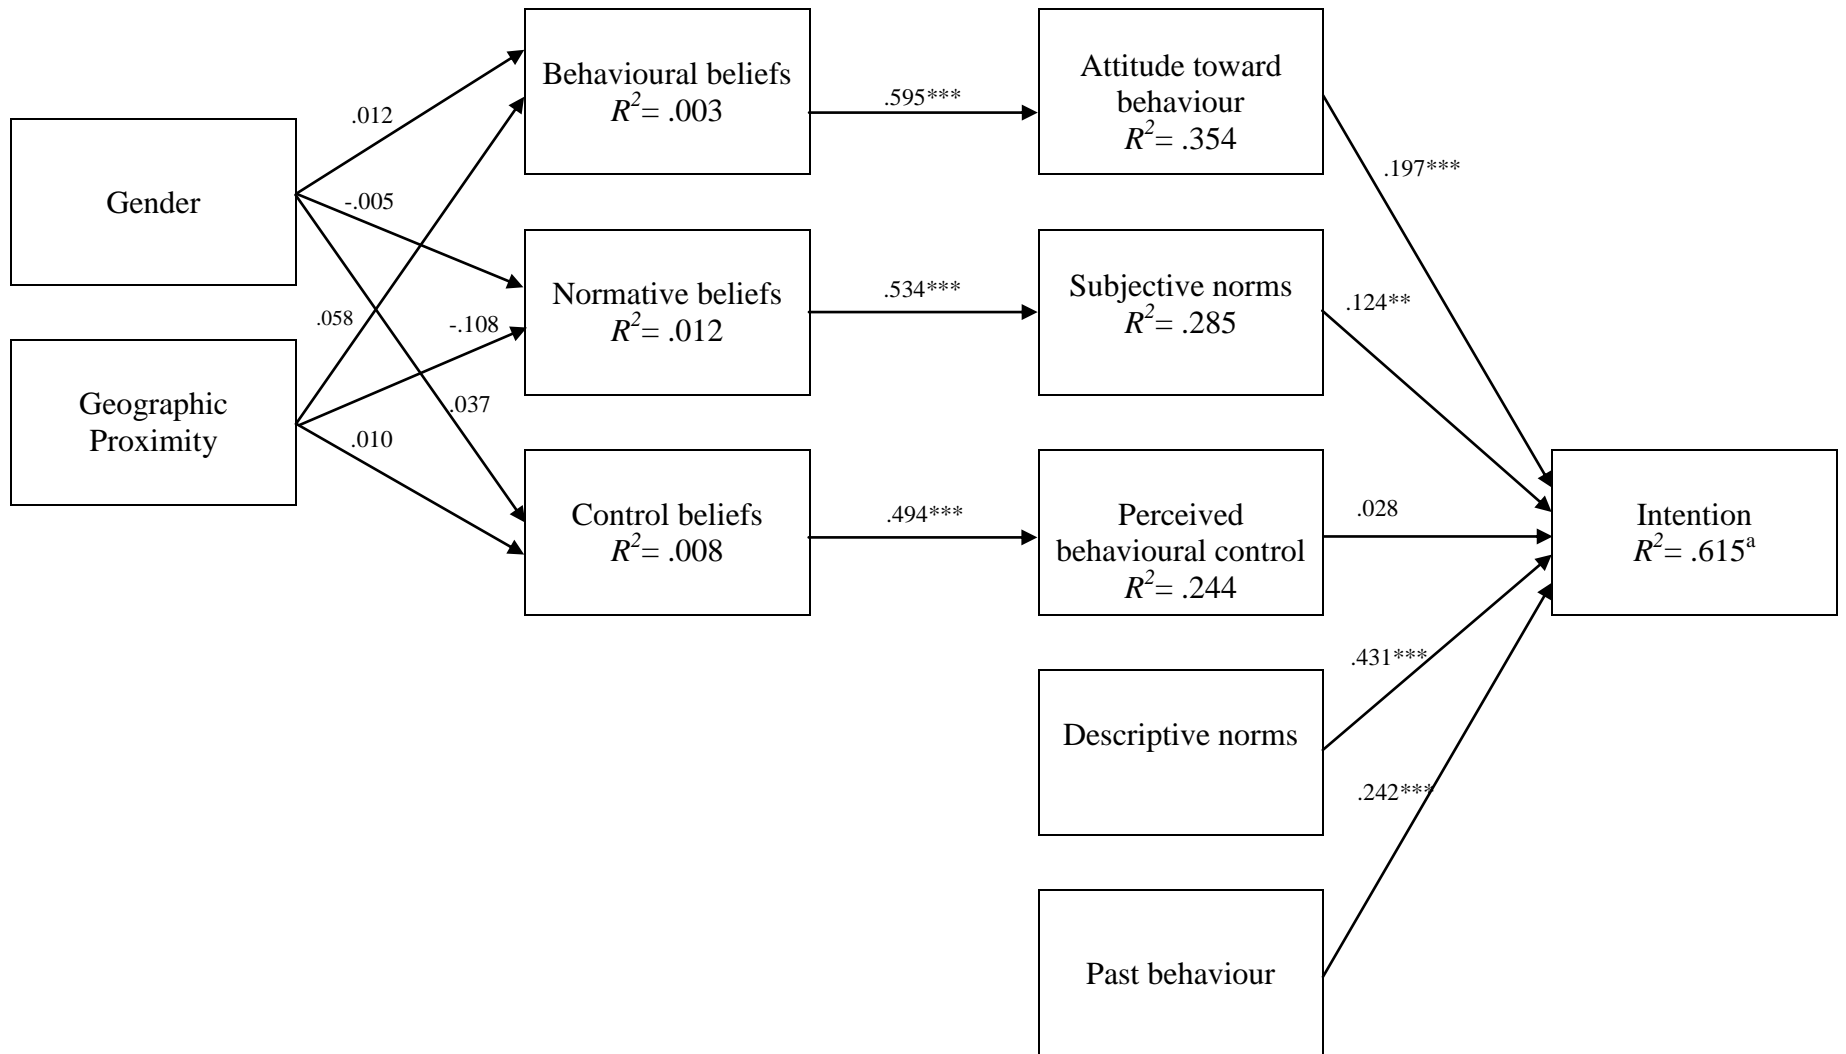 Gender
Geographic
Proximity
.012
-.005
.058
-.108
.037
.010
Behavioural beliefs
R²= .003
Normative beliefs
R²= .012
Control beliefs
R²= .008
.595***
.534***
.494***
Attitude toward
behaviour
R²= .354
Subjective norms
R²= .285
Perceived
behavioural control
R²= .244
Descriptive norms
Past behaviour
.197***
.124**
.028
.431***
.242***
Intention
R²= .615ᵃ